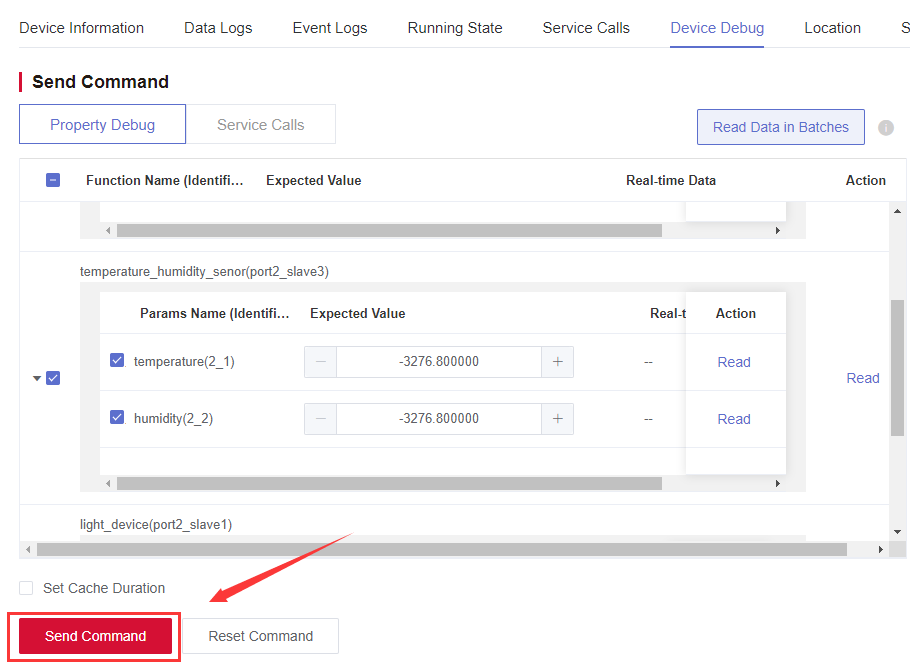 Device Information Data Logs Event Logs Running State Service Calls Device Debug Location S
Send Command
Property Debug Service Calls Read Data in Batches
Function Name (Identifi... Expected Value Real-time Data Action
temperature_humidity_senor(port2_slave3)
Params Name (Identifi... Expected Value Real-t Action
temperature(2_1) -3276.800000 + -- Read
Read
humidity(2_2) -3276.800000 + -- Read
light_device(port2_slave1)
Set Cache Duration
Send Command Reset Command